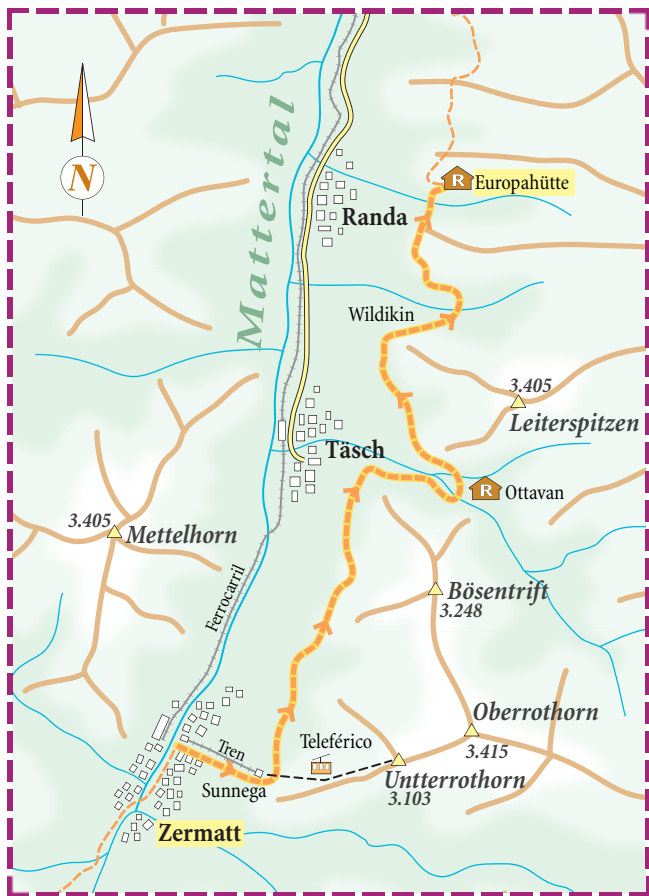 N
Mattertal
R
Europahütte
Randa
Wildikin
3.405
Leiterspitzen
Täsch
R
Ottavan
3.405
Mettelhorn
Ferrocarril
Bösentrift
3.248
Oberrothorn
3.415
Teleférico
Tren
Untterrothorn
3.103
Sunnega
Zermatt